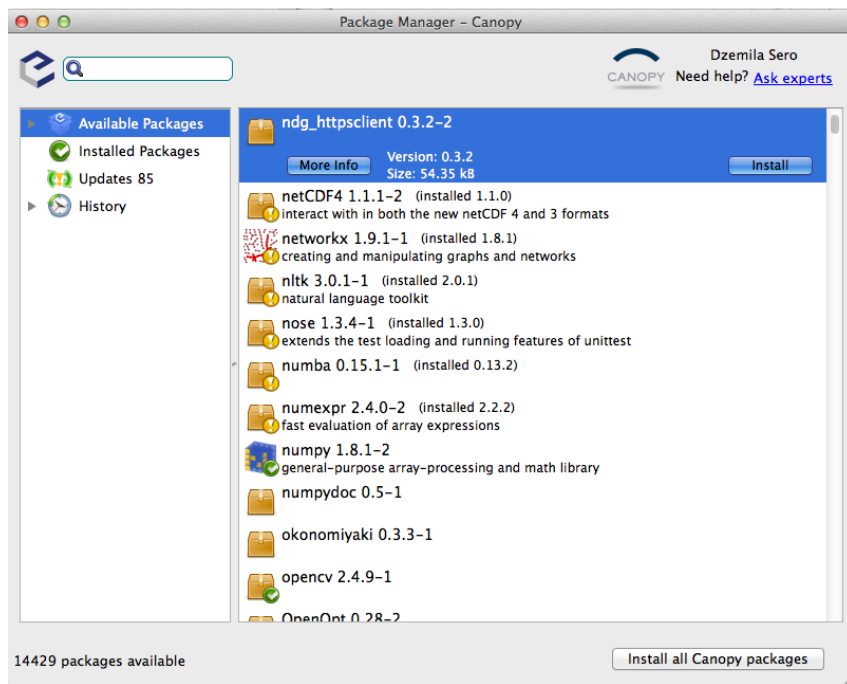 Package Manager – Canopy
CANOPY
Dzemila Sero
Need help? Ask experts
Available Packages
Installed Packages
Updates 85
History
ndg_httpsclient 0.3.2-2
More Info
Version: 0.3.2
Size: 54.35 kB
Install
netCDF4 1.1.1-2 (installed 1.1.0)
interact with in both the new netCDF 4 and 3 formats
networkx 1.9.1-1 (installed 1.8.1)
creating and manipulating graphs and networks
nltk 3.0.1-1 (installed 2.0.1)
natural language toolkit
nose 1.3.4-1 (installed 1.3.0)
extends the test loading and running features of unittest
numba 0.15.1-1 (installed 0.13.2)
numexpr 2.4.0-2 (installed 2.2.2)
fast evaluation of array expressions
numpy 1.8.1-2
general-purpose array-processing and math library
numpydoc 0.5-1
okonomiyaki 0.3.3-1
opencv 2.4.9-1
OpenOpt 0.28-2
14429 packages available
Install all Canopy packages